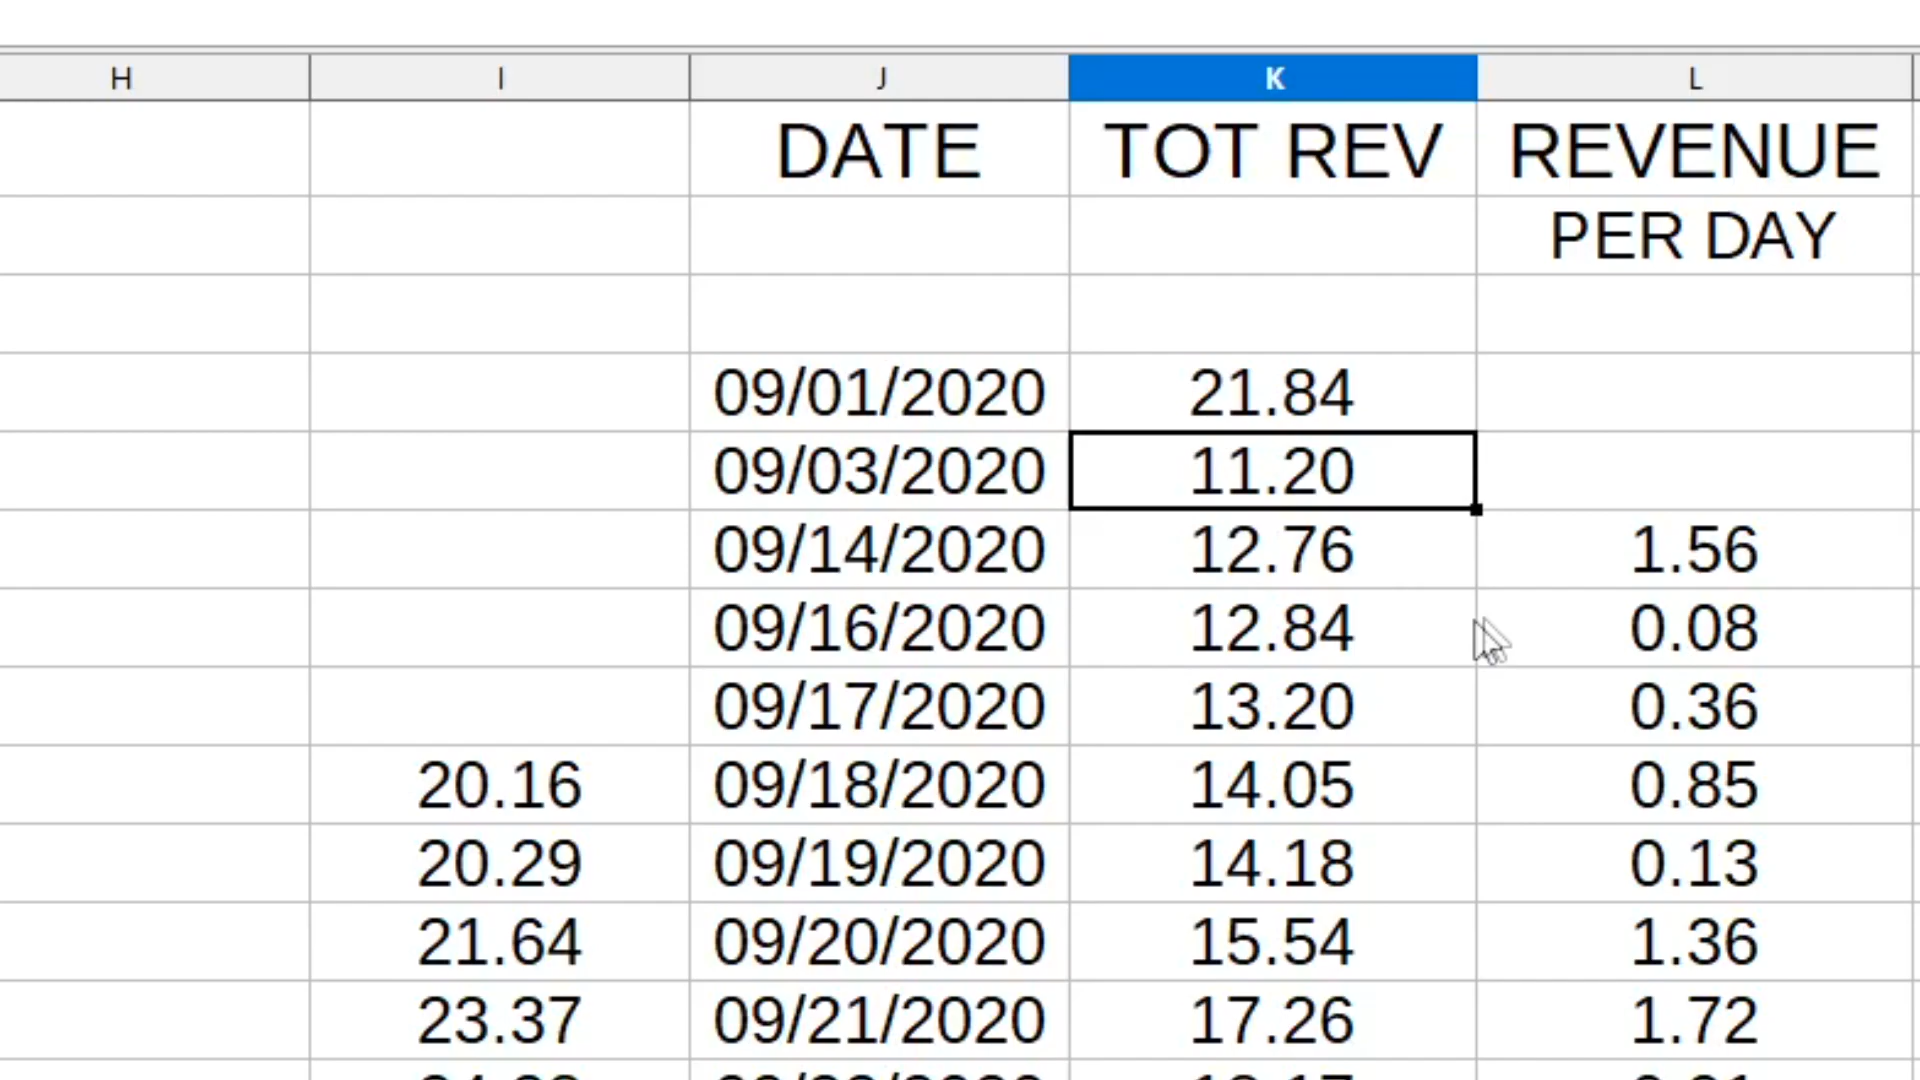 H I J K L
DATE TOT REV REVENUE
PER DAY
09/01/2020 21.84
09/03/2020 11.20
09/14/2020 12.76 1.56
09/16/2020 12.84 0.08
09/17/2020 13.20 0.36
20.16 09/18/2020 14.05 0.85
20.29 09/19/2020 14.18 0.13
21.64 09/20/2020 15.54 1.36
23.37 09/21/2020 17.26 1.72